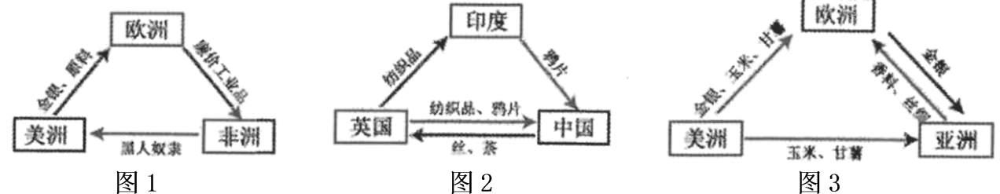 欧洲
金银、原料
廉价工业品
美洲
非洲
黑人奴隶
图1
印度
纺织品
鸦片
英国
纺织品、鸦片
中国
丝、茶
图2
欧洲
金银、玉米、甘薯
金银
香料、丝绸
美洲
亚洲
玉米、甘薯
图3